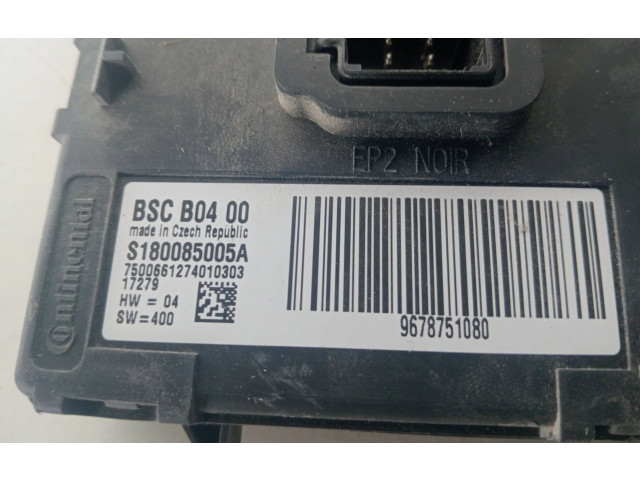 EP2 NOIR
Continental
BSC B04 00
made in Czech Republic
S180085005A
7500661274010303
17279
HW = 04
SW=400
9678751080